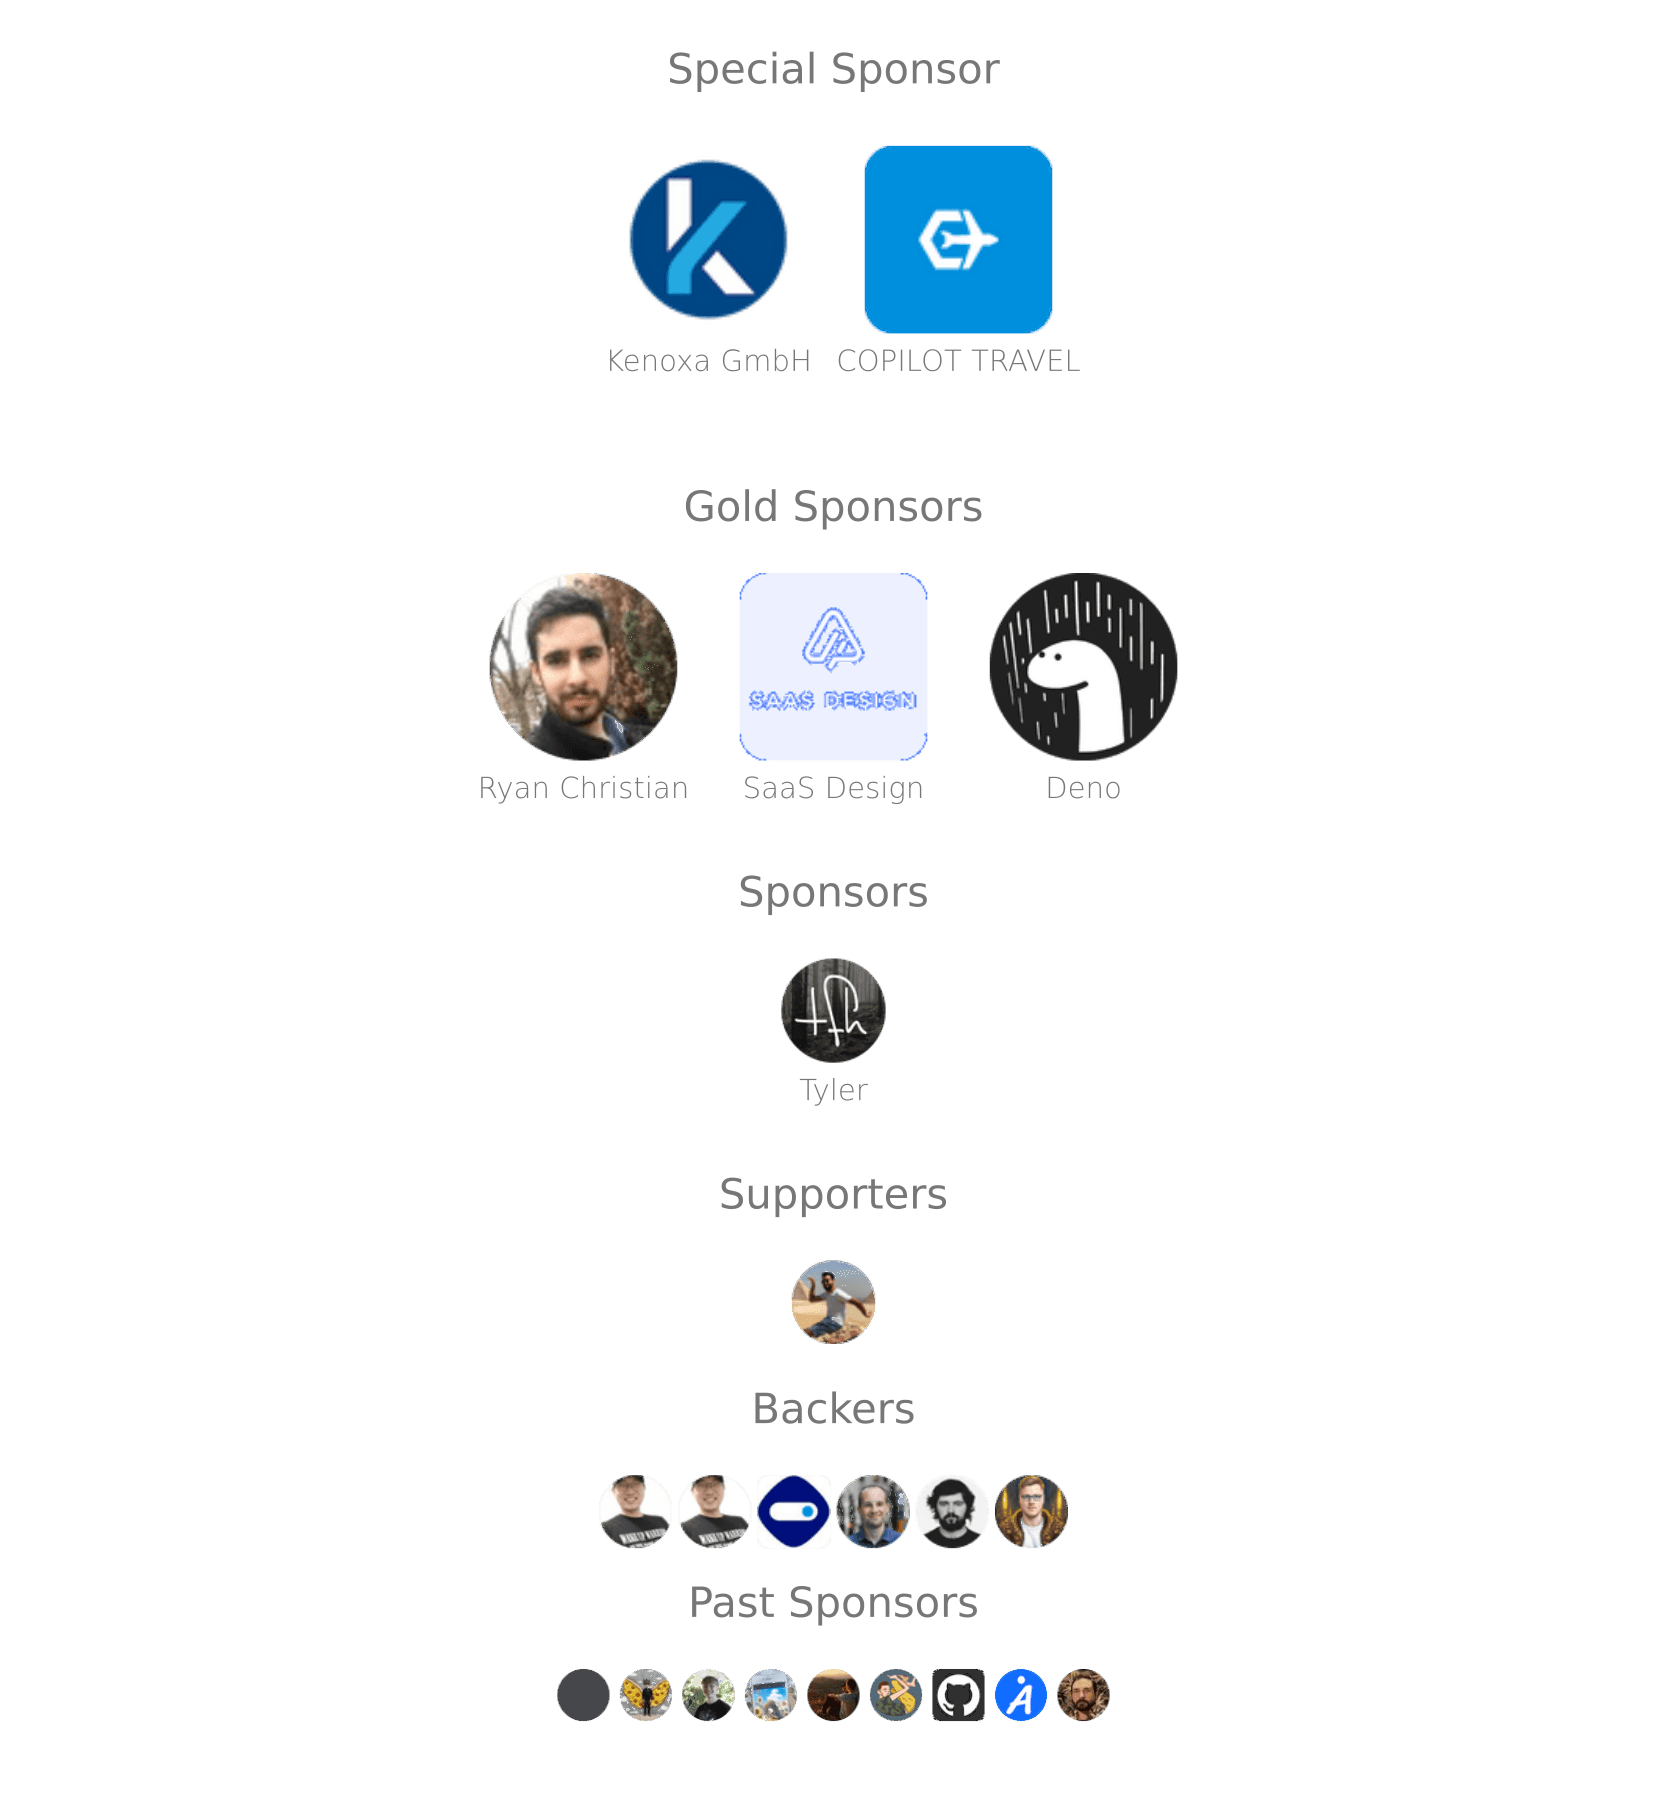 Special Sponsor
Kenoxa GmbH
COPILOT TRAVEL
Gold Sponsors
SAAS DESIGN
Ryan Christian
SaaS Design
Deno
Sponsors
tfh
Tyler
Supporters
Backers
Past Sponsors